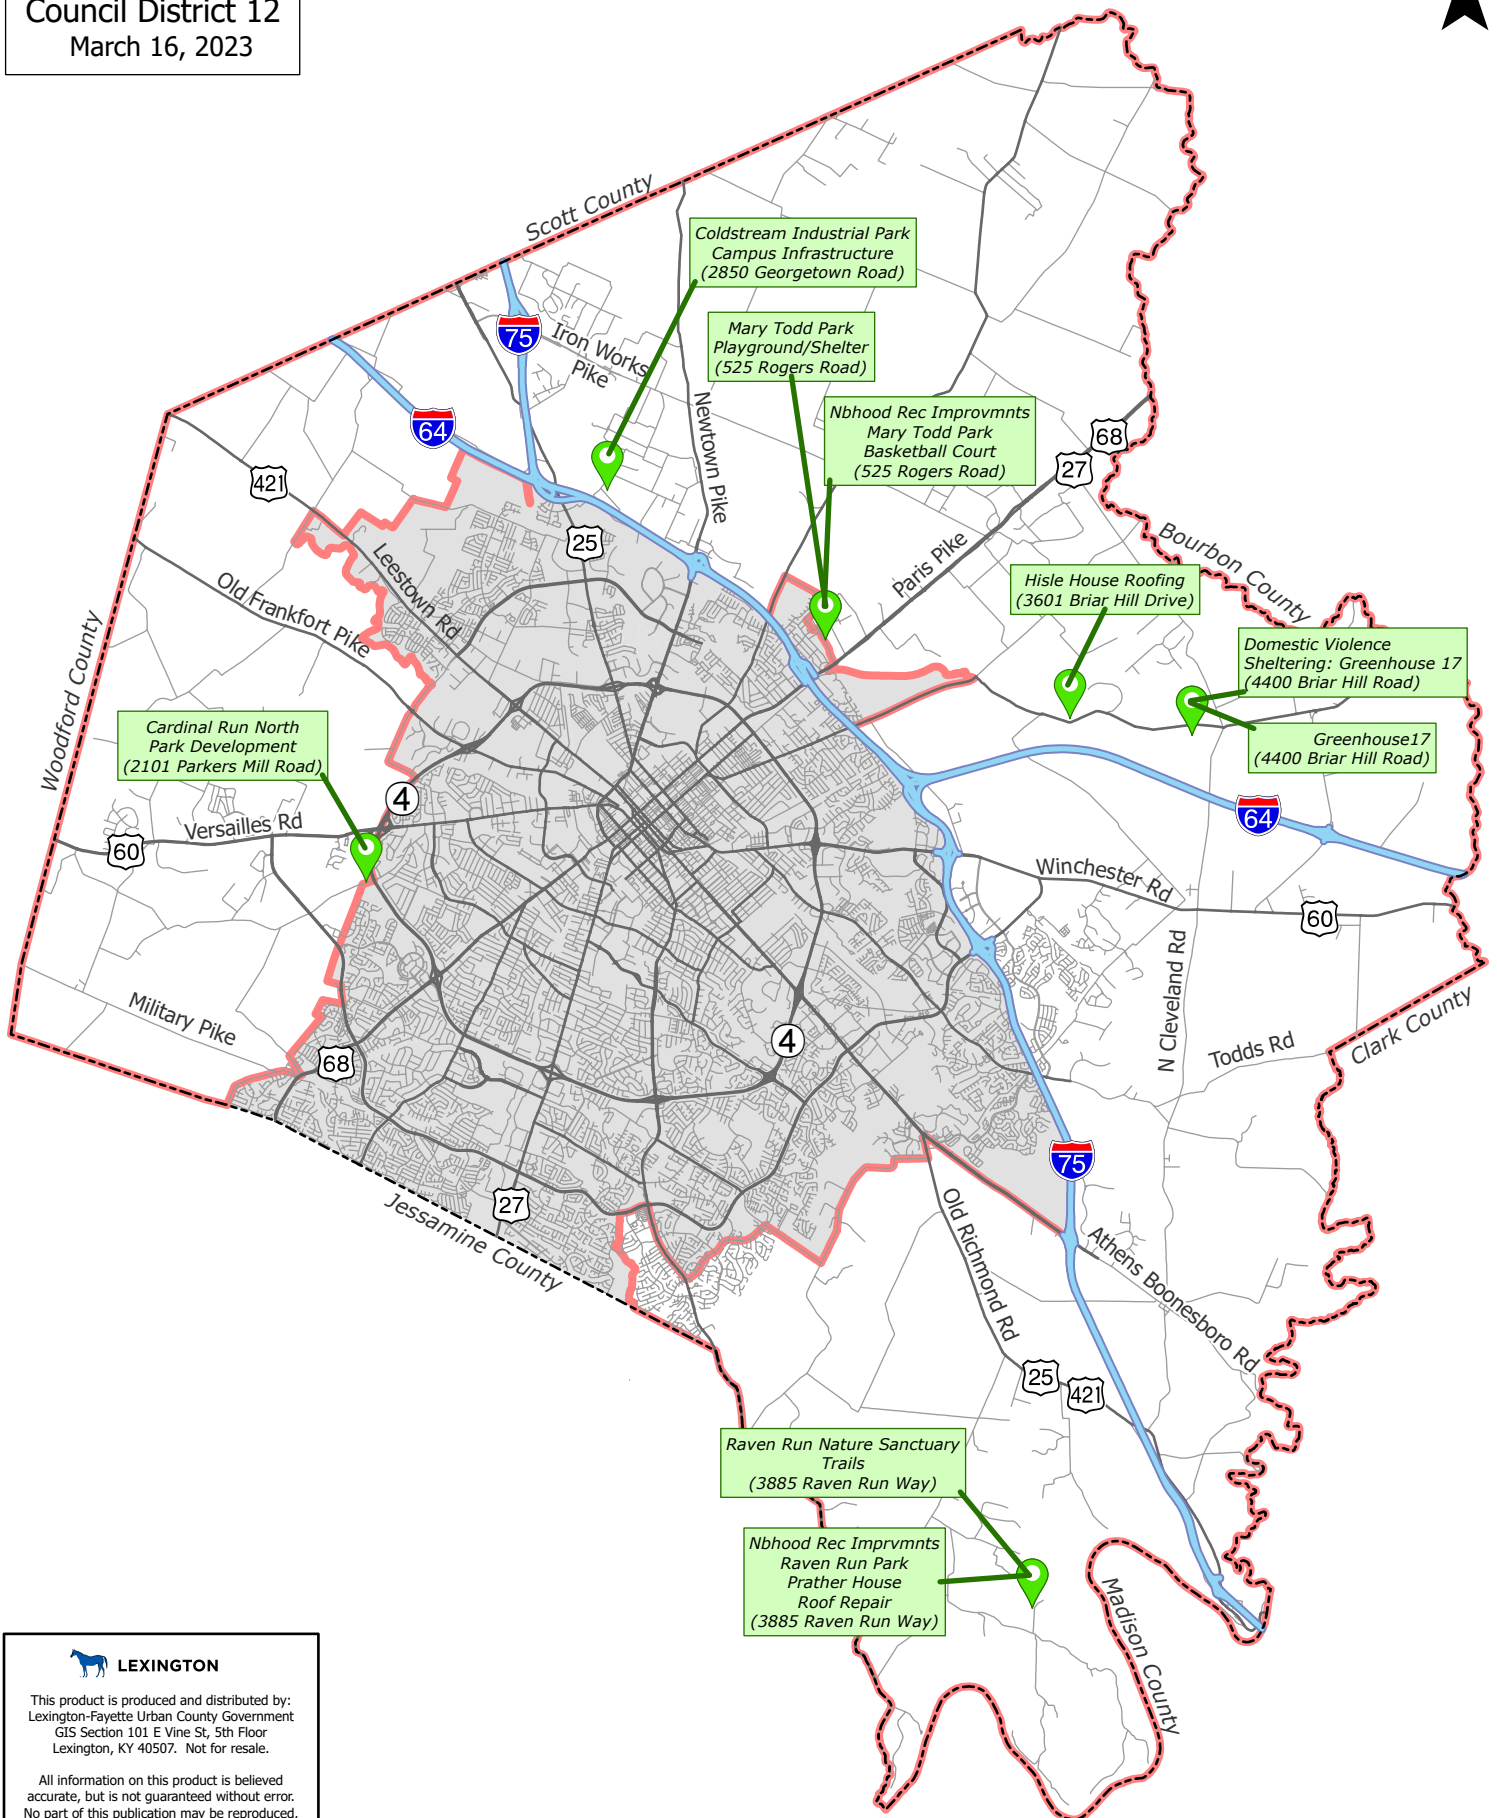 Council District 12
March 16, 2023
Scott County
Coldstream Industrial Park
Campus Infrastructure
(2850 Georgetown Road)
75
Iron Works
Pike
Mary Todd Park
Playground/Shelter
(525 Rogers Road)
64
Newtown Pike
Nbhood Rec Improvmnts
Mary Todd Park
Basketball Court
(525 Rogers Road)
68
27
421
25
Leestown Rd
Old Frankfort Pike
Paris Pike
Bourbon County
Hisle House Roofing
(3601 Briar Hill Drive)
Domestic Violence
Sheltering: Greenhouse 17
(4400 Briar Hill Road)
Greenhouse17
(4400 Briar Hill Road)
Woodford County
Cardinal Run North
Park Development
(2101 Parkers Mill Road)
4
Versailles Rd
60
64
Winchester Rd
60
N Cleveland Rd
Military Pike
68
4
Todds Rd
Clark County
75
27
Jessamine County
Old Richmond Rd
Athens Boonesboro Rd
25
421
Raven Run Nature Sanctuary
Trails
(3885 Raven Run Way)
Nbhood Rec Imprvmnts
Raven Run Park
Prather House
Roof Repair
(3885 Raven Run Way)
Madison County
LEXINGTON
This product is produced and distributed by:
Lexington-Fayette Urban County Government
GIS Section 101 E Vine St, 5th Floor
Lexington, KY 40507.  Not for resale.
All information on this product is believed
accurate, but is not guaranteed without error.
No part of this publication may be reproduced,